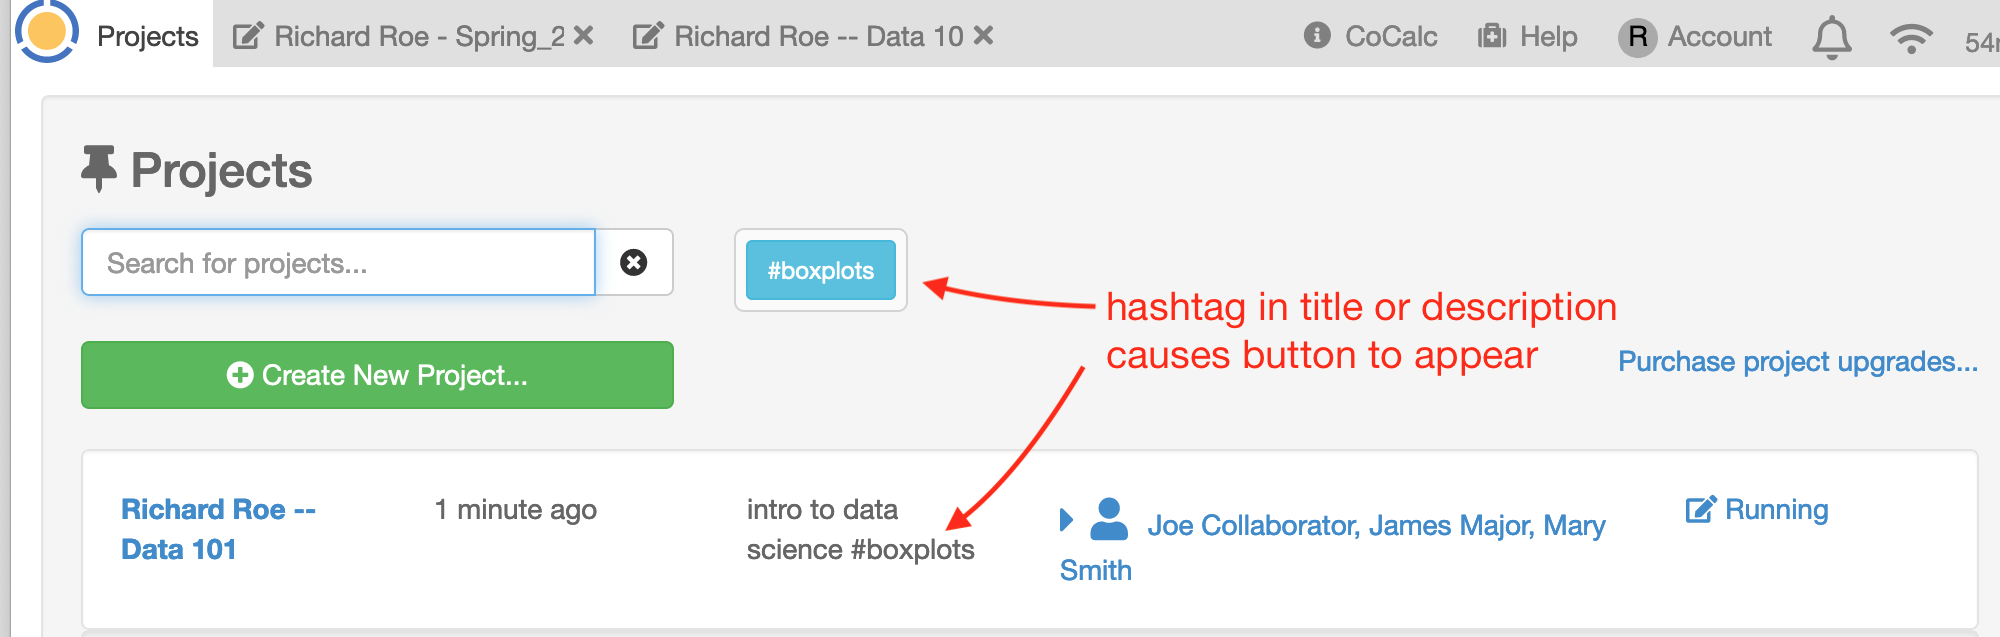 Projects
Richard Roe - Spring_2
Richard Roe -- Data 10
CoCalc
Help
R Account
Projects
Search for projects...
#boxplots
hashtag in title or description
causes button to appear
Create New Project...
Purchase project upgrades...
Richard Roe --
Data 101
1 minute ago
intro to data
science #boxplots
Joe Collaborator, James Major, Mary
Smith
Running